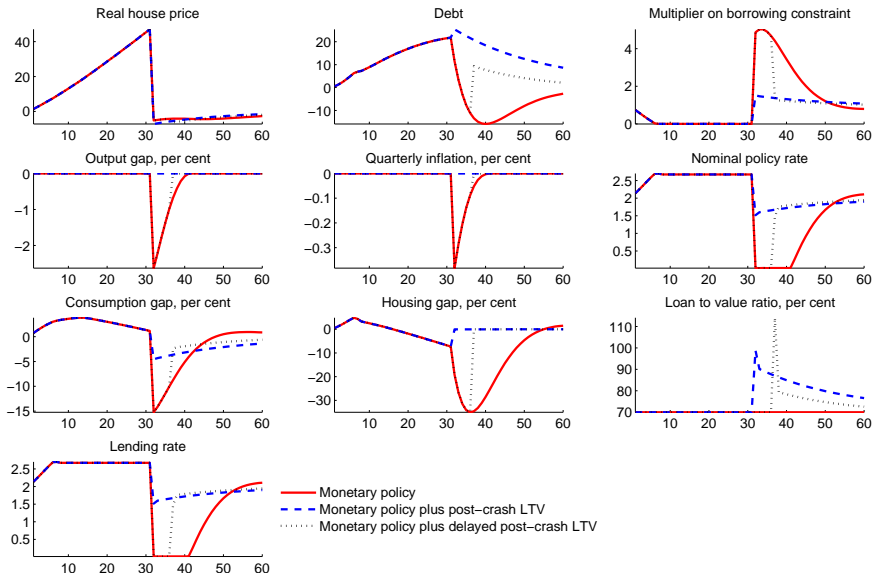 Real house price
Debt
Multiplier on borrowing constraint
40
20
0
10 20 30 40 50 60
20
10
0
−10
10 20 30 40 50 60
4
2
0
10 20 30 40 50 60
Output gap, per cent
Quarterly inflation, per cent
Nominal policy rate
0
−1
−2
10 20 30 40 50 60
0
−0.1
−0.2
−0.3
10 20 30 40 50 60
2.5
2
1.5
1
0.5
10 20 30 40 50 60
Consumption gap, per cent
Housing gap, per cent
Loan to value ratio, per cent
0
−5
−10
−15
10 20 30 40 50 60
0
−10
−20
−30
10 20 30 40 50 60
110
100
90
80
70
10 20 30 40 50 60
Lending rate
2.5
2
1.5
1
0.5
10 20 30 40 50 60
Monetary policy
Monetary policy plus post−crash LTV
Monetary policy plus delayed post−crash LTV